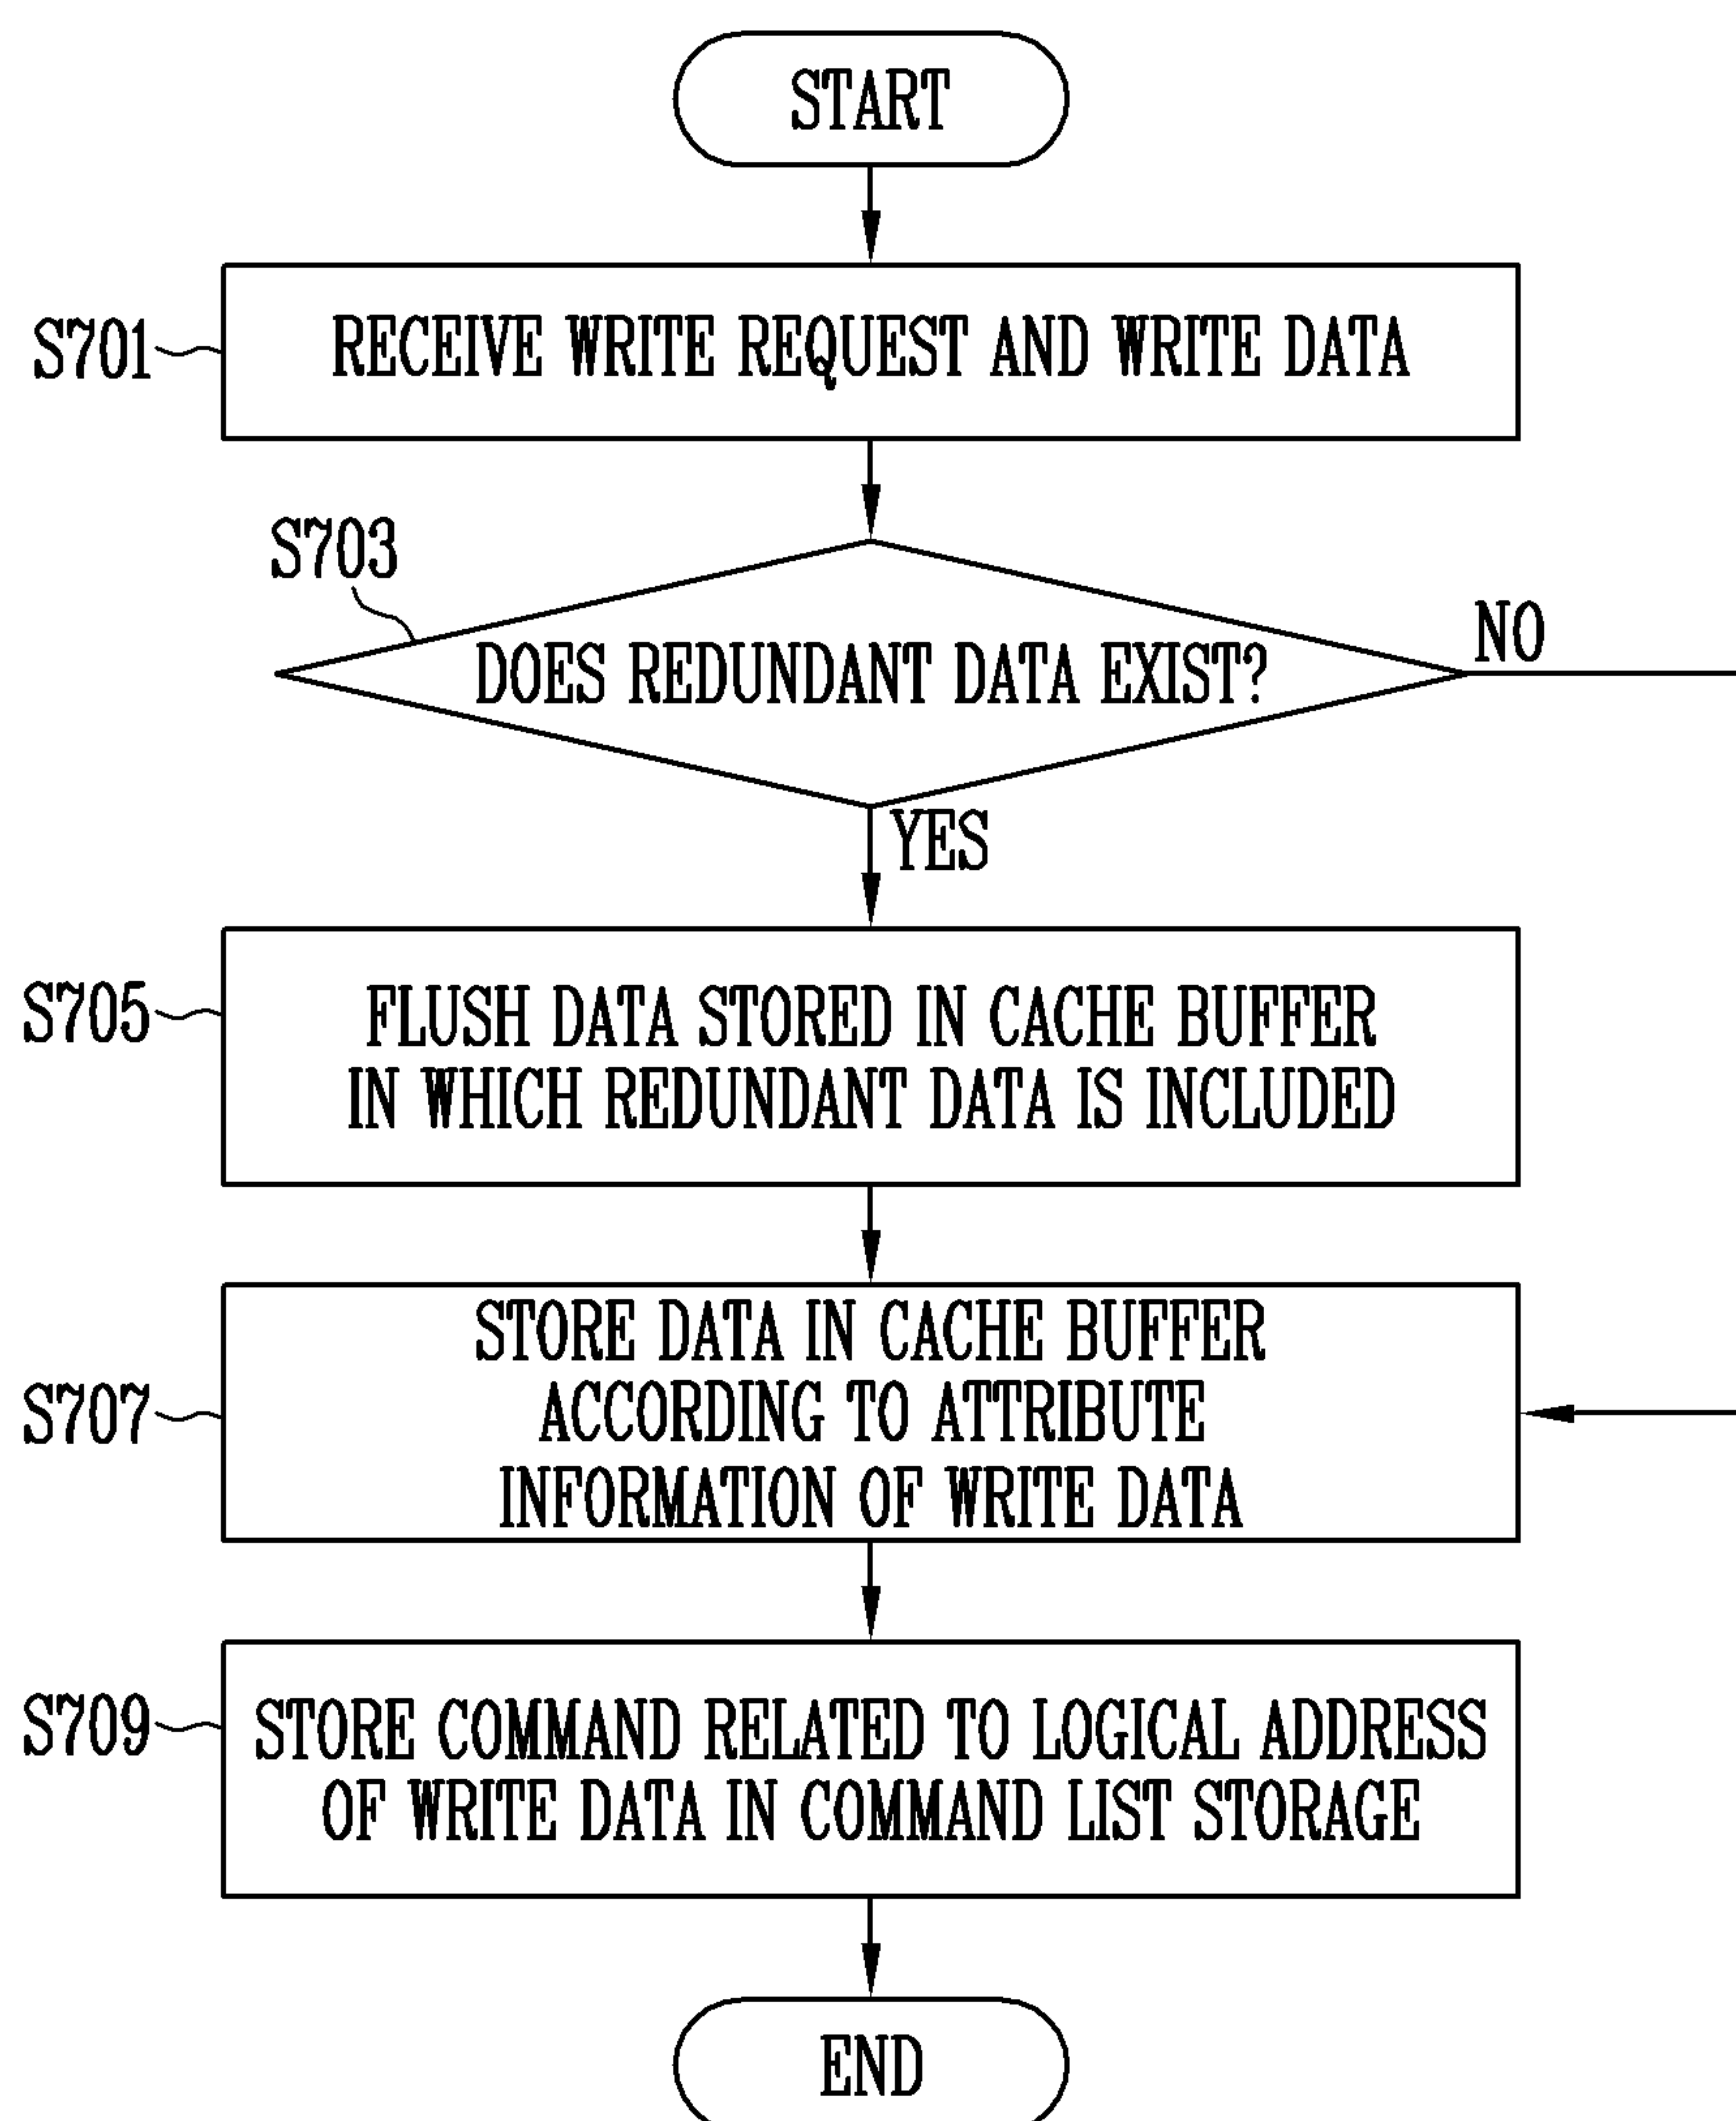 START
S701
RECEIVE WRITE REQUEST AND WRITE DATA
S703
DOES REDUNDANT DATA EXIST?
NO
YES
S705
FLUSH DATA STORED IN CACHE BUFFER
IN WHICH REDUNDANT DATA IS INCLUDED
S707
STORE DATA IN CACHE BUFFER
ACCORDING TO ATTRIBUTE
INFORMATION OF WRITE DATA
S709
STORE COMMAND RELATED TO LOGICAL ADDRESS
OF WRITE DATA IN COMMAND LIST STORAGE
END